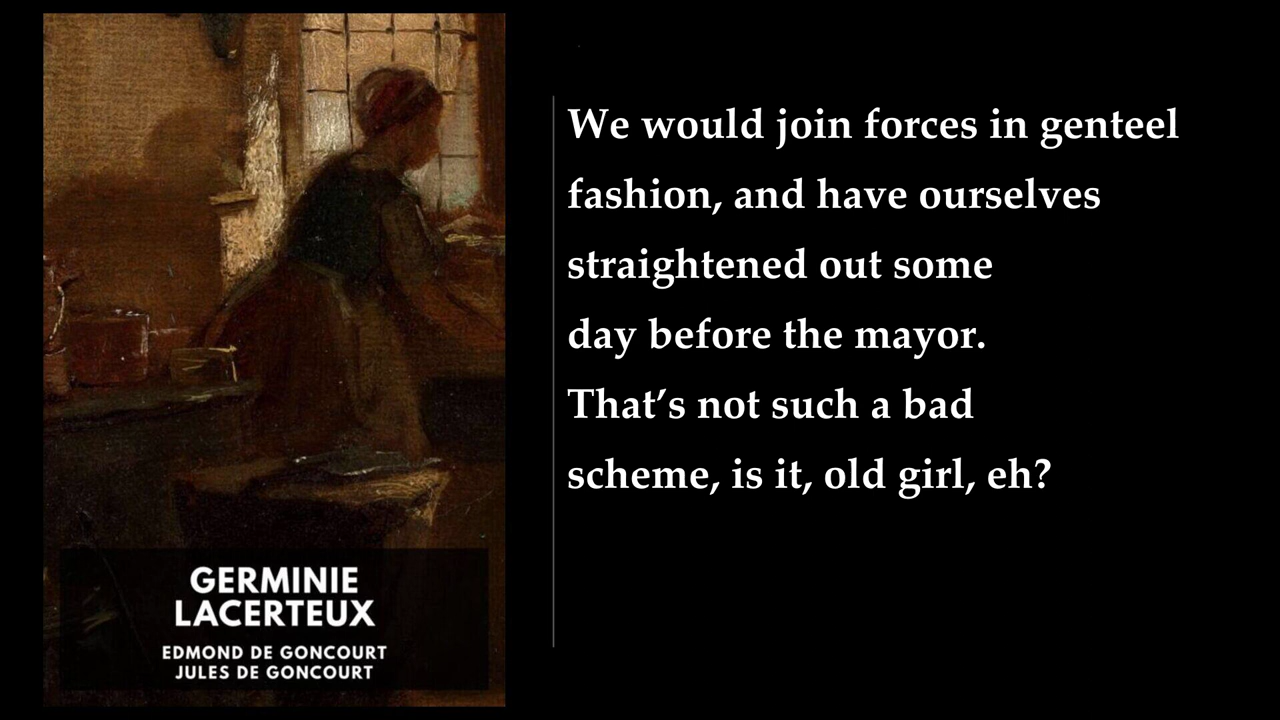 We would join forces in genteel
fashion, and have ourselves
straightened out some
day before the mayor.
That’s not such a bad
scheme, is it, old girl, eh?
GERMINIE
LACERTEUX
EDMOND DE GONCOURT
JULES DE GONCOURT